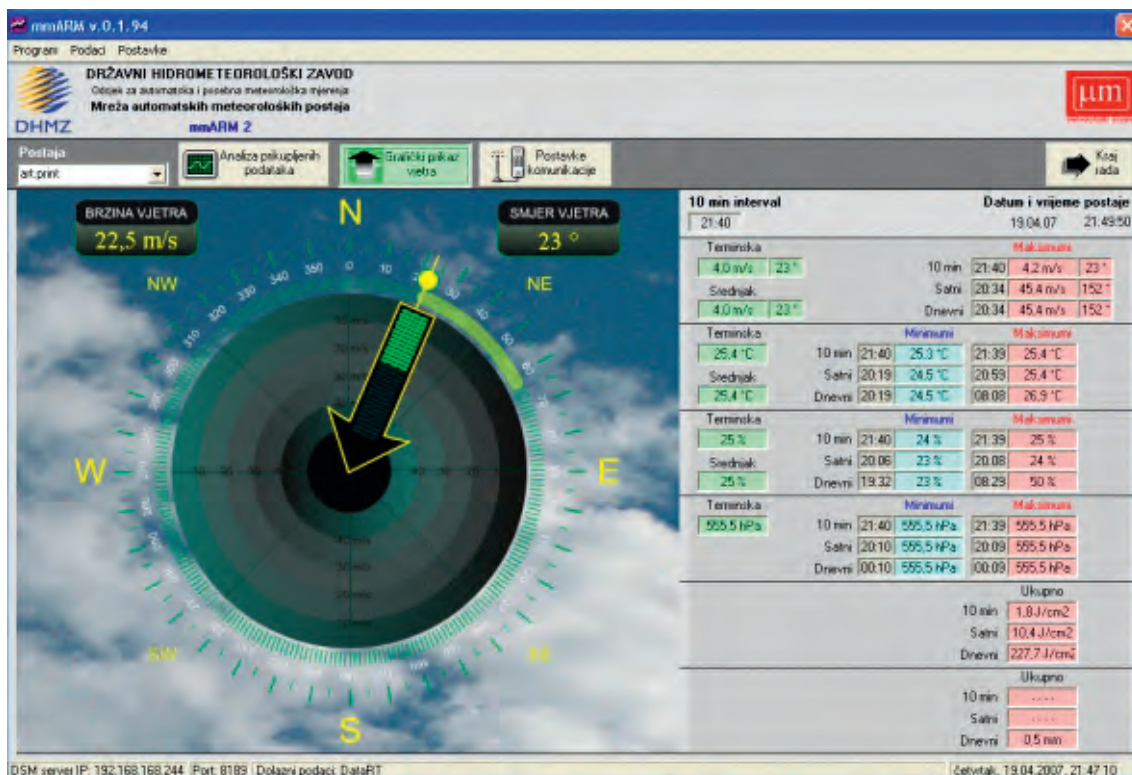 mmARM v.0.1.94
Program Podaci Postavke
DRŽAVNI HIDROMETEOROLOŠKI ZAVOD
Odsjek za automatska i posebna meteorološka mjerenja
Mreža automatskih meteoroloških postaja
DHMZ mmARM 2
µm
Postaja
art.print
Analiza prikupljenih podataka
Grafički prikaz vjetra
Postavke komunikacije
Kraj rada
BRZINA VJETRA
22,5 m/s
SMJER VJETRA
23 °
N
NW
NE
W
E
SW
SE
S
10 min interval Datum i vrijeme postaje
21:40 19.04.07 21:49:50
Terminska Maksimumi
4.0 m/s 23 ° 10 min 21:40 4.2 m/s 23 °
Srednjak Satni 20:34 45.4 m/s 152 °
4.0 m/s 23 ° Dnevni 20:34 45.4 m/s 152 °
Terminska Minimumi Maksimumi
25.4 °C 10 min 21:40 25.3 °C 21:39 25.4 °C
Srednjak Satni 20:19 24.5 °C 20:59 25.4 °C
25.4 °C Dnevni 20:19 24.5 °C 08:08 26.9 °C
Terminska Minimumi Maksimumi
25 % 10 min 21:40 24 % 21:39 25 %
Srednjak Satni 20:06 23 % 20:08 24 %
25 % Dnevni 19:32 23 % 08:29 50 %
Terminska Minimumi Maksimumi
555,5 hPa 10 min 21:40 555,5 hPa 21:39 555,5 hPa
Satni 20:10 555,5 hPa 20:09 555,5 hPa
Dnevni 00:10 555,5 hPa 00:09 555,5 hPa
Ukupno
10 min 1,8 J/cm2
Satni 10,4 J/cm2
Dnevni 227,7 J/cm2
Ukupno
10 min ----
Satni ----
Dnevni 0,5 mm
DSM server IP: 192.168.168.244 Port: 8189 Dolazni podaci: DataRT četvrtak, 19.04.2007, 21:47:10